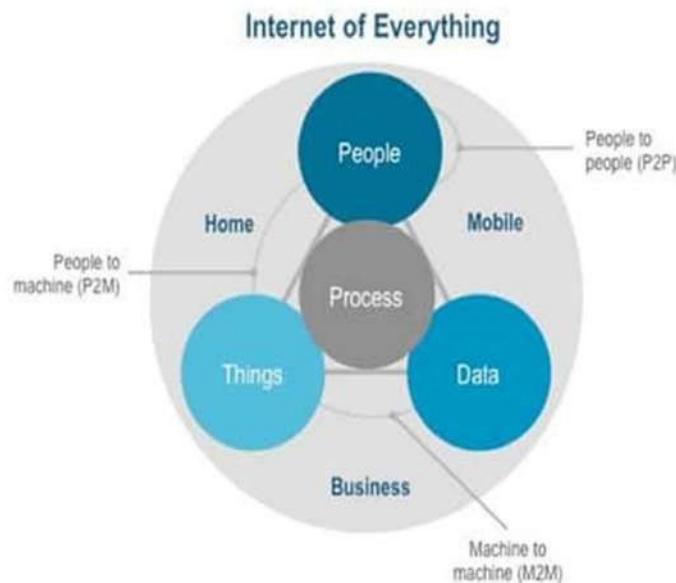 Internet of Everything
People
People to
people (P2P)
Home
Mobile
People to
machine (P2M)
Process
Things
Data
Business
Machine to
machine (M2M)